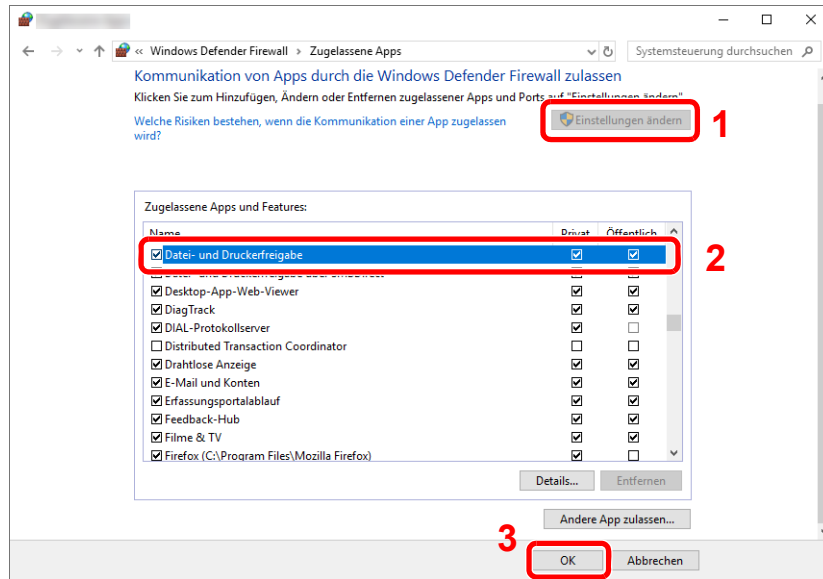 « Windows Defender Firewall > Zugelassene Apps
Systemsteuerung durchsuchen
Kommunikation von Apps durch die Windows Defender Firewall zulassen
Klicken Sie zum Hinzufügen, Ändern oder Entfernen zugelassener Apps und Ports auf "Einstellungen ändern"
Welche Risiken bestehen, wenn die Kommunikation einer App zugelassen
wird?
Einstellungen ändern
1
Zugelassene Apps und Features:
Name Privat Öffentlich
Datei- und Druckerfreigabe
2
Desktop-App-Web-Viewer
DiagTrack
DIAL-Protokollserver
Distributed Transaction Coordinator
Drahtlose Anzeige
E-Mail und Konten
Erfassungsportalablauf
Feedback-Hub
Filme & TV
Firefox (C:\Program Files\Mozilla Firefox)
Details... Entfernen
Andere App zulassen...
3
OK Abbrechen